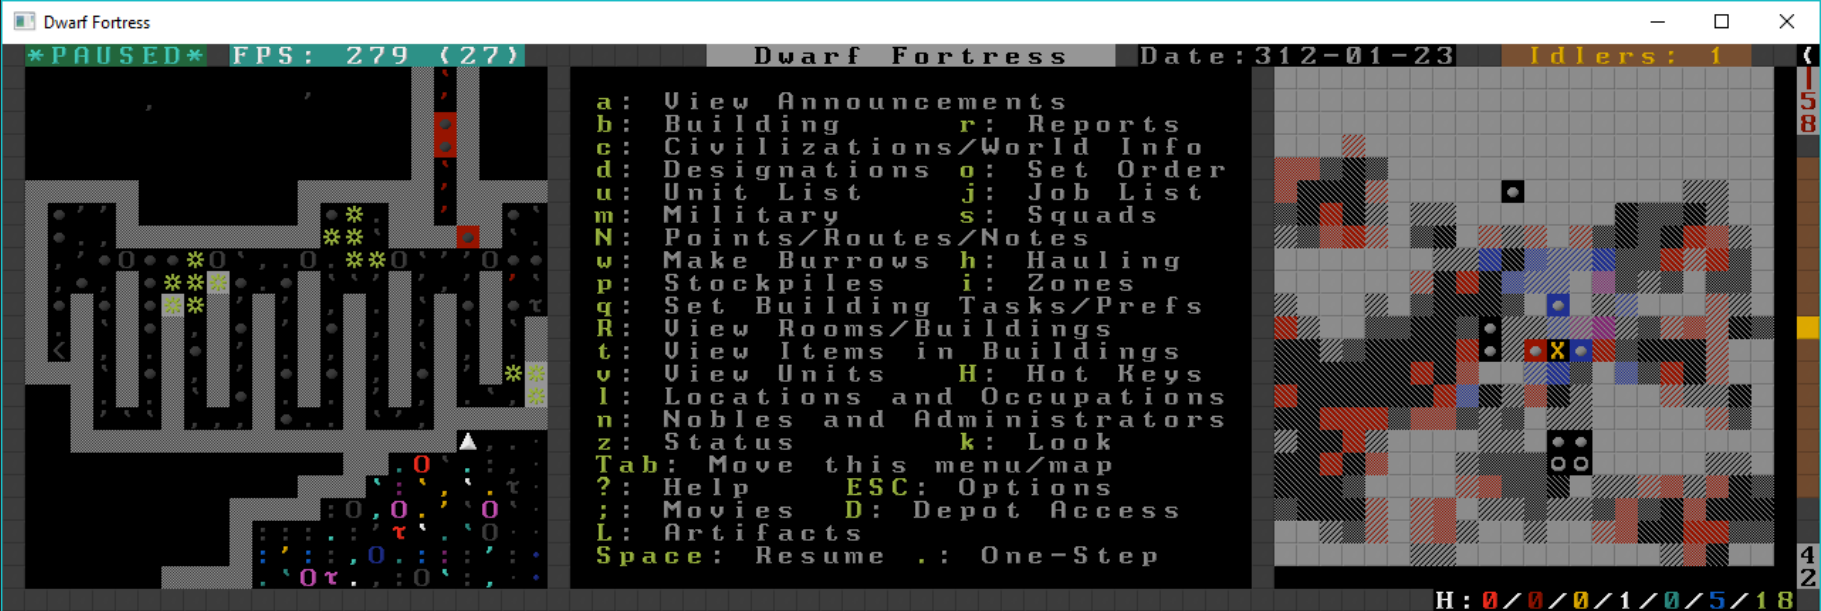 Dwarf Fortress
*PAUSED* FPS: 279 (27) Dwarf Fortress Date:312-01-23 Idlers: 1
a: View Announcements
b: Building r: Reports
c: Civilizations/World Info
d: Designations o: Set Order
u: Unit List j: Job List
m: Military s: Squads
N: Points/Routes/Notes
w: Make Burrows h: Hauling
p: Stockpiles i: Zones
q: Set Building Tasks/Prefs
R: View Rooms/Buildings
t: View Items in Buildings
v: View Units H: Hot Keys
l: Locations and Occupations
n: Nobles and Administrators
z: Status k: Look
Tab: Move this menu/map
?: Help ESC: Options
;: Movies D: Depot Access
L: Artifacts
Space: Resume .: One-Step
158
X
42
H:0/0/0/1/0/5/18